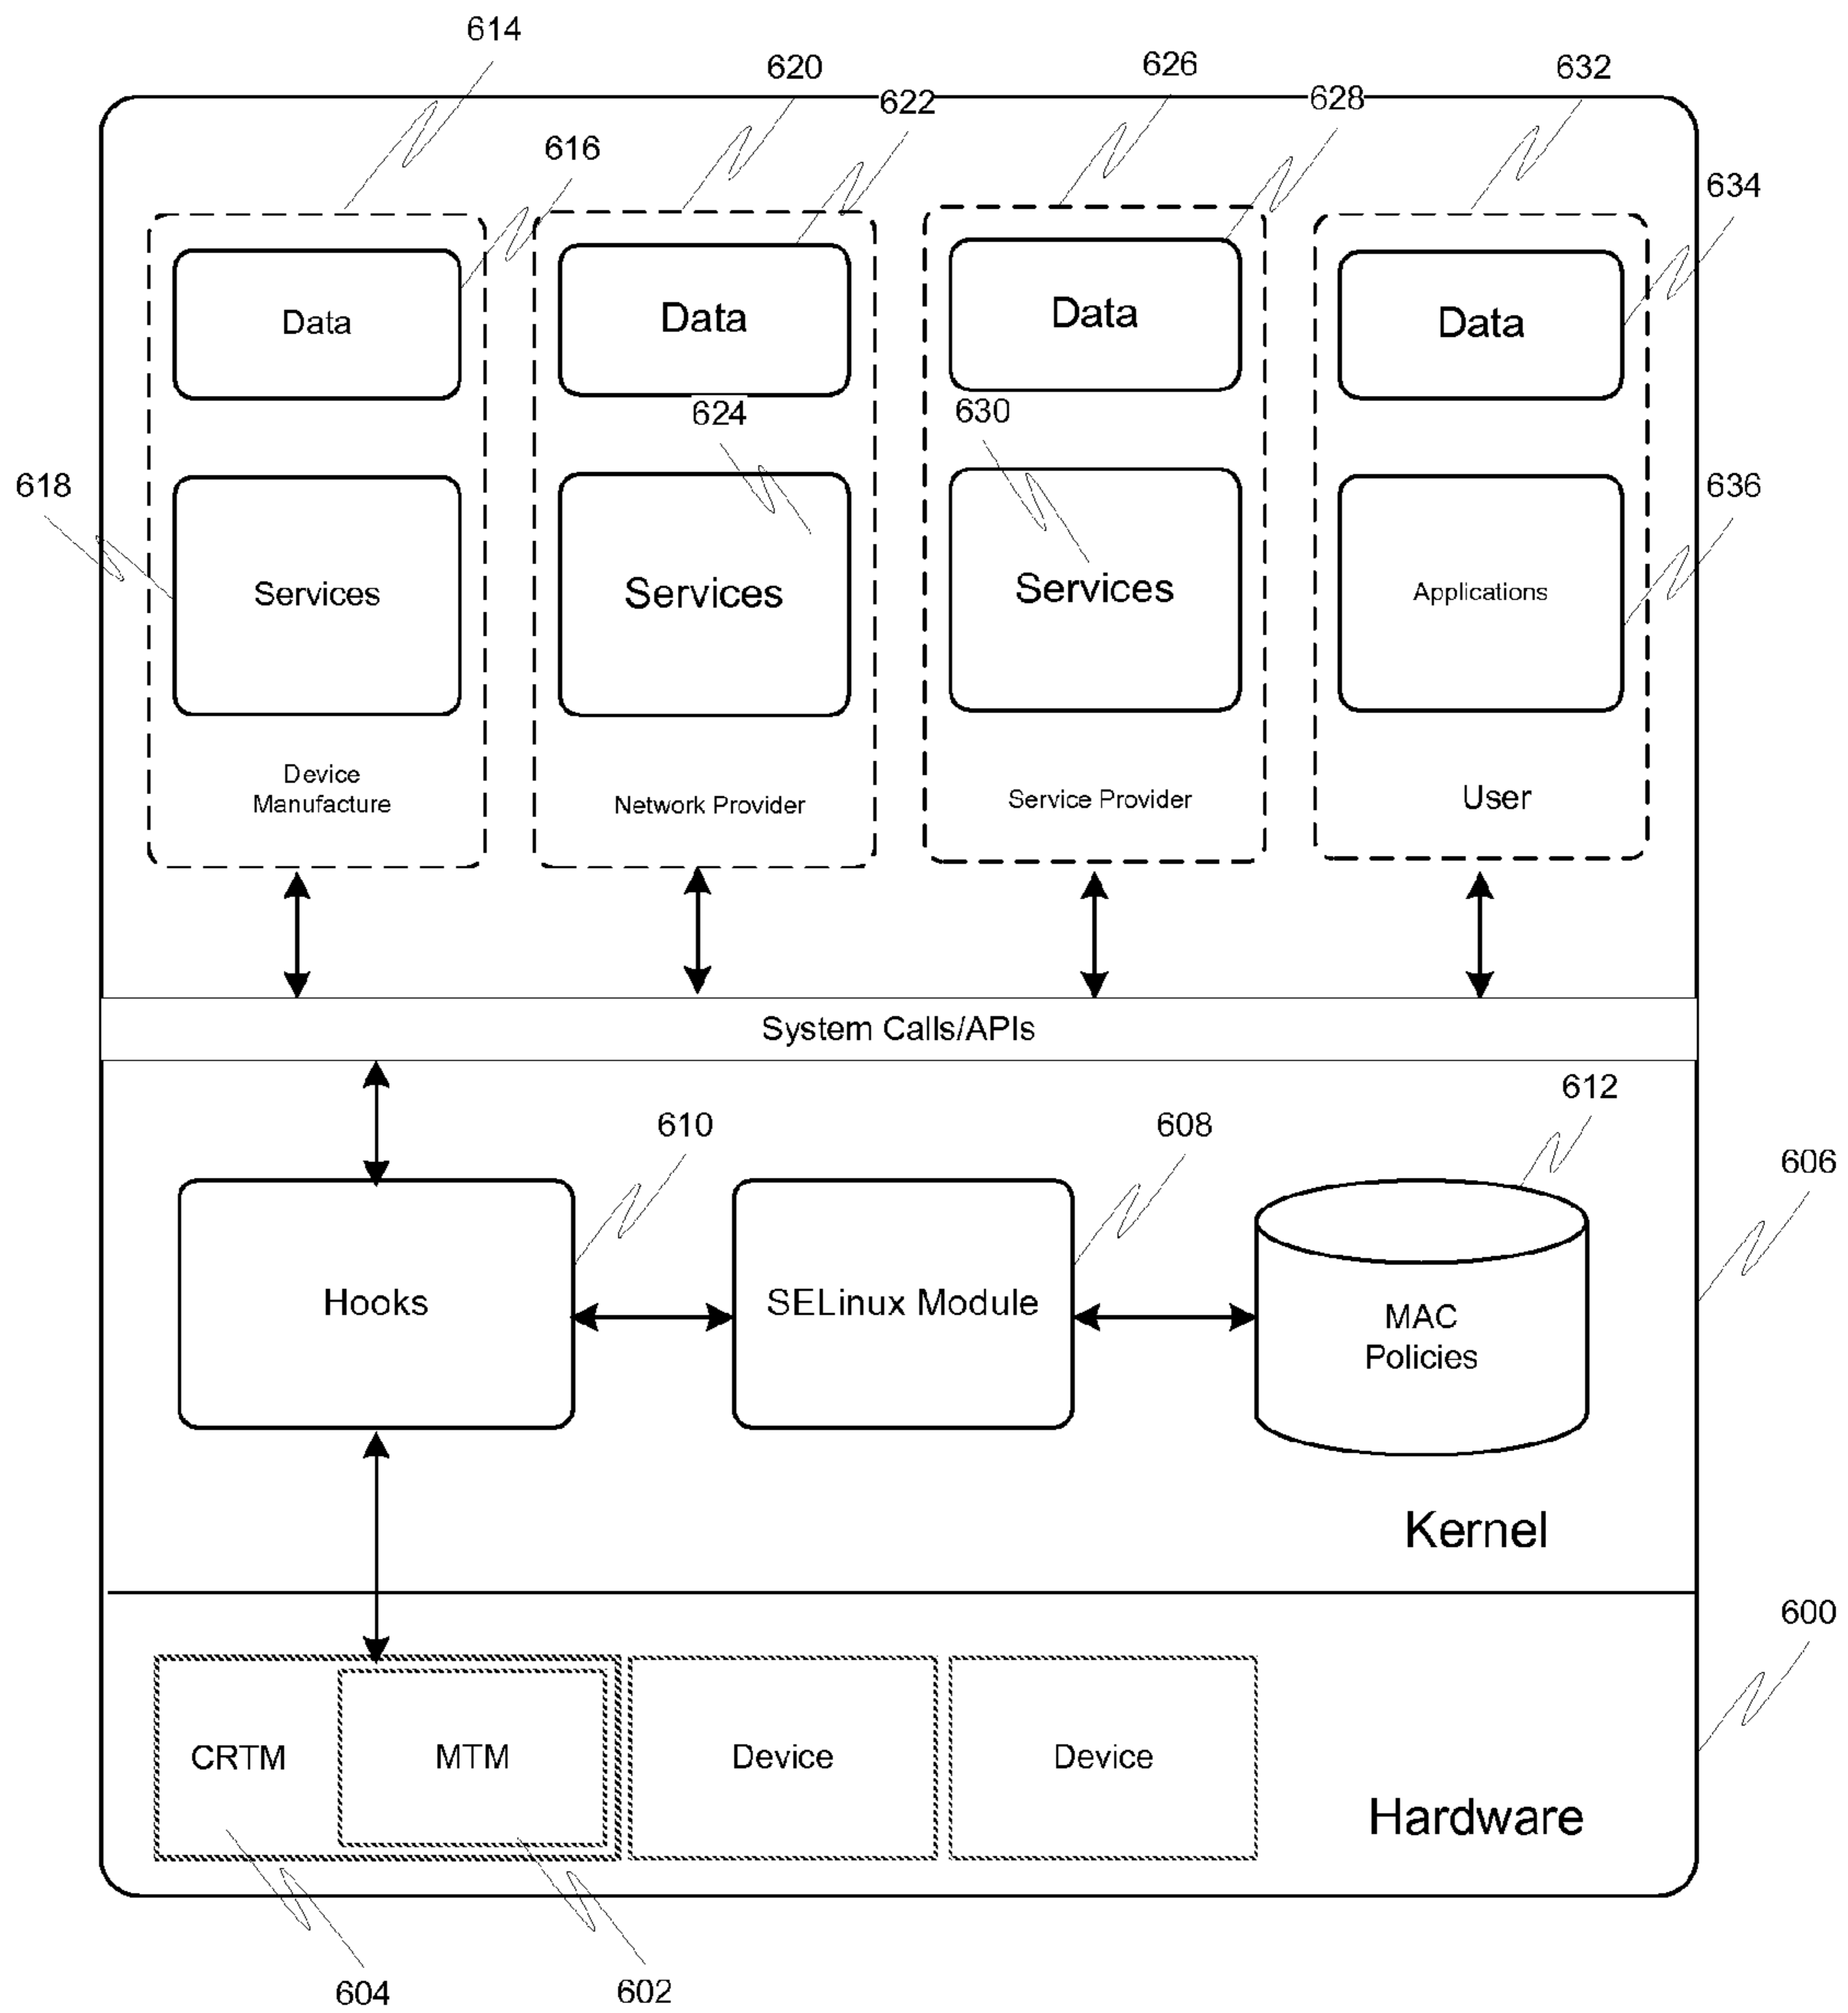 614
620
626
632
622
628
616
634
Data
Data
Data
Data
624
630
618
636
Services
Services
Services
Applications
Device
Manufacture
Network Provider
Service Provider
User
System Calls/APIs
612
610
608
606
Hooks
SELinux Module
MAC
Policies
Kernel
600
CRTM
MTM
Device
Device
Hardware
604
602